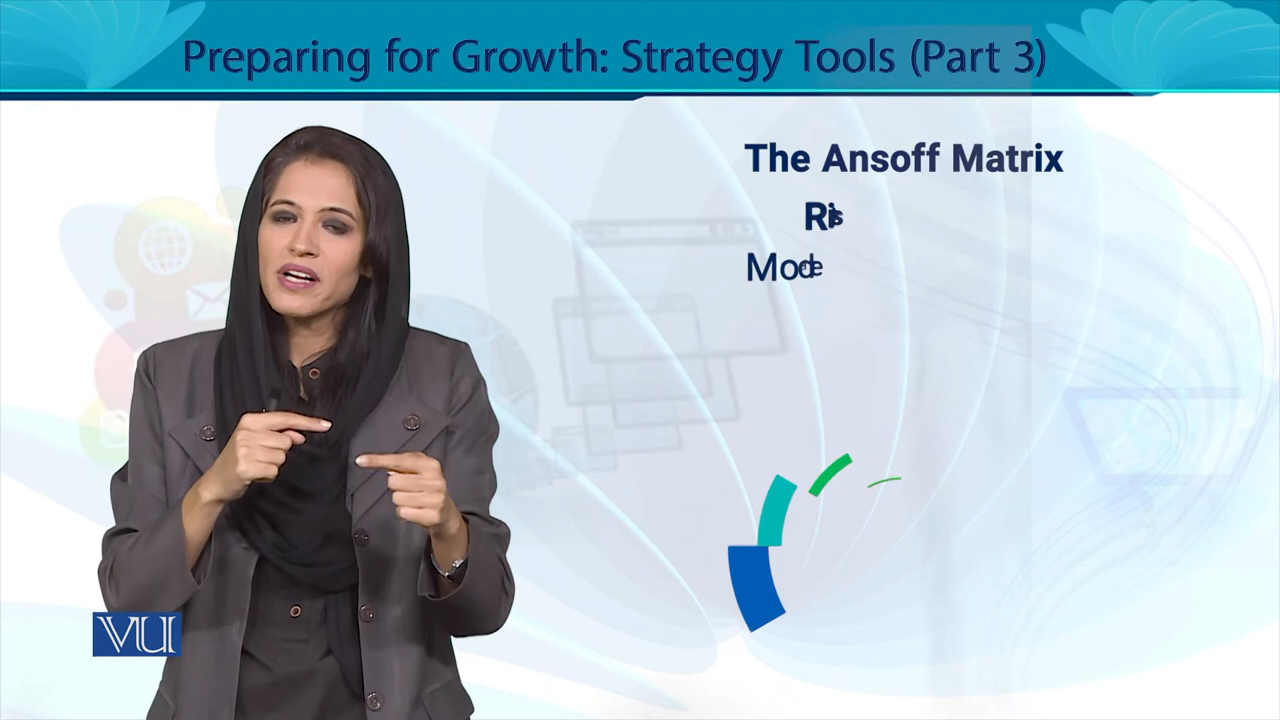 Preparing for Growth: Strategy Tools (Part 3)
The Ansoff Matrix
VU